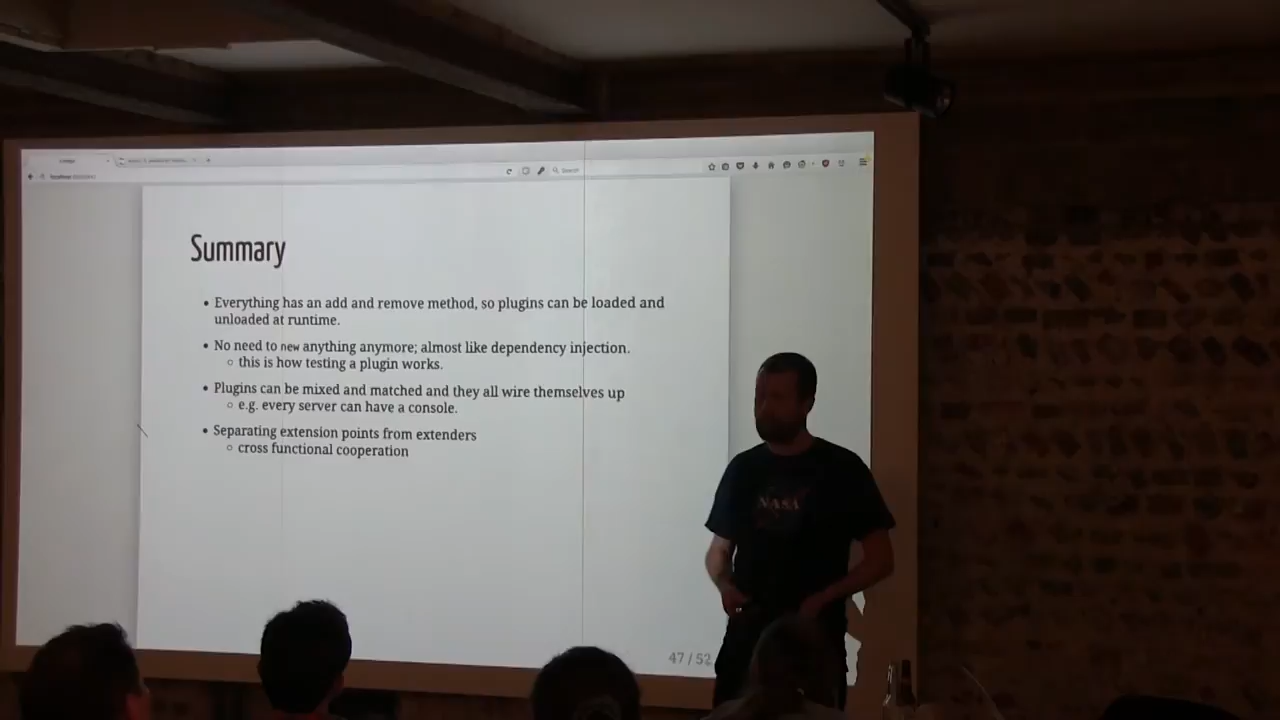 Search
Summary
• Everything has an add and remove method, so plugins can be loaded and
unloaded at runtime.
• No need to new anything anymore; almost like dependency injection.
○ this is how testing a plugin works.
• Plugins can be mixed and matched and they all wire themselves up
○ e.g. every server can have a console.
• Separating extension points from extenders
○ cross functional cooperation
NASA
47 / 52